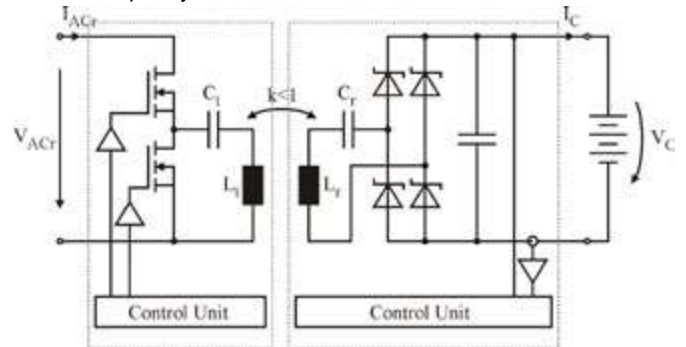 I_ACr
I_C
C_t
k<1
C_r
V_ACr
V_C
L_t
L_r
Control Unit
Control Unit